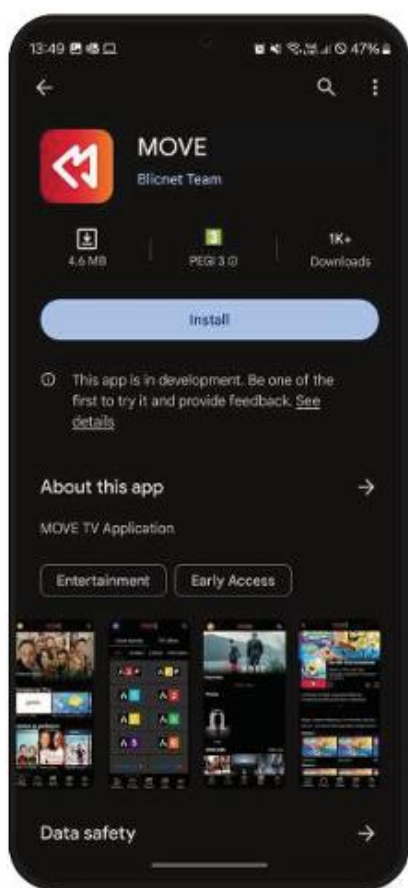 13:49
47%
MOVE
Blicnet Team
3
1K+
4.6 MB
PEGI 3
Downloads
Install
This app is in development. Be one of the
first to try it and provide feedback. See
details
About this app
MOVE TV Application
Entertainment
Early Access
Data safety